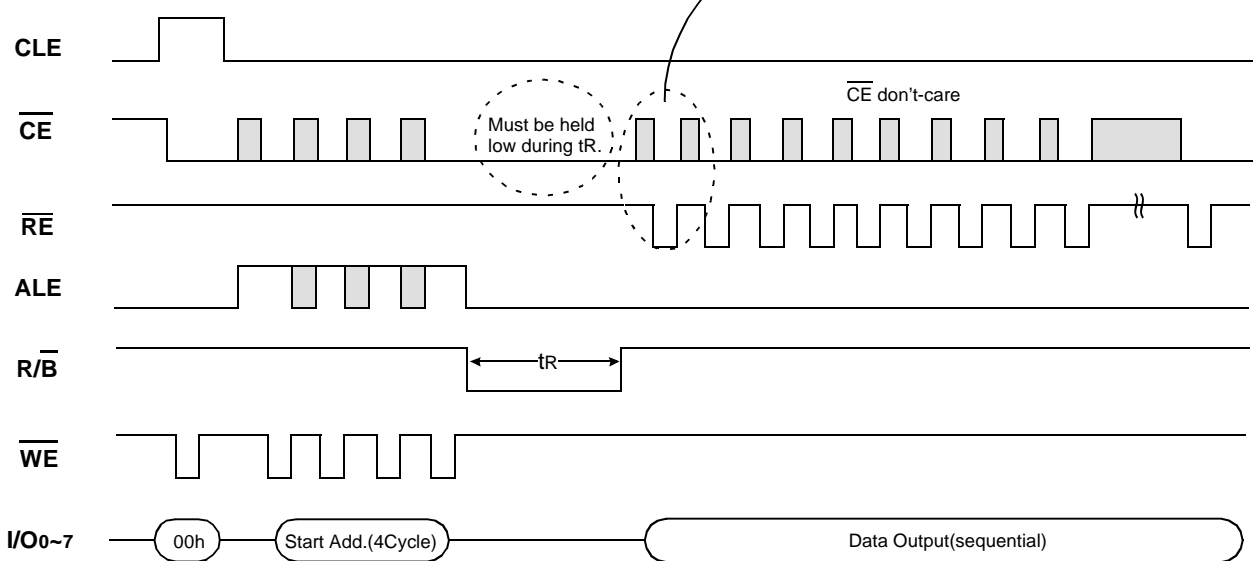 CLE
CE don't-care
CE
Must be held
low during tR.
RE
ALE
R/B
tR
WE
I/O0~7
00h
Start Add.(4Cycle)
Data Output(sequential)